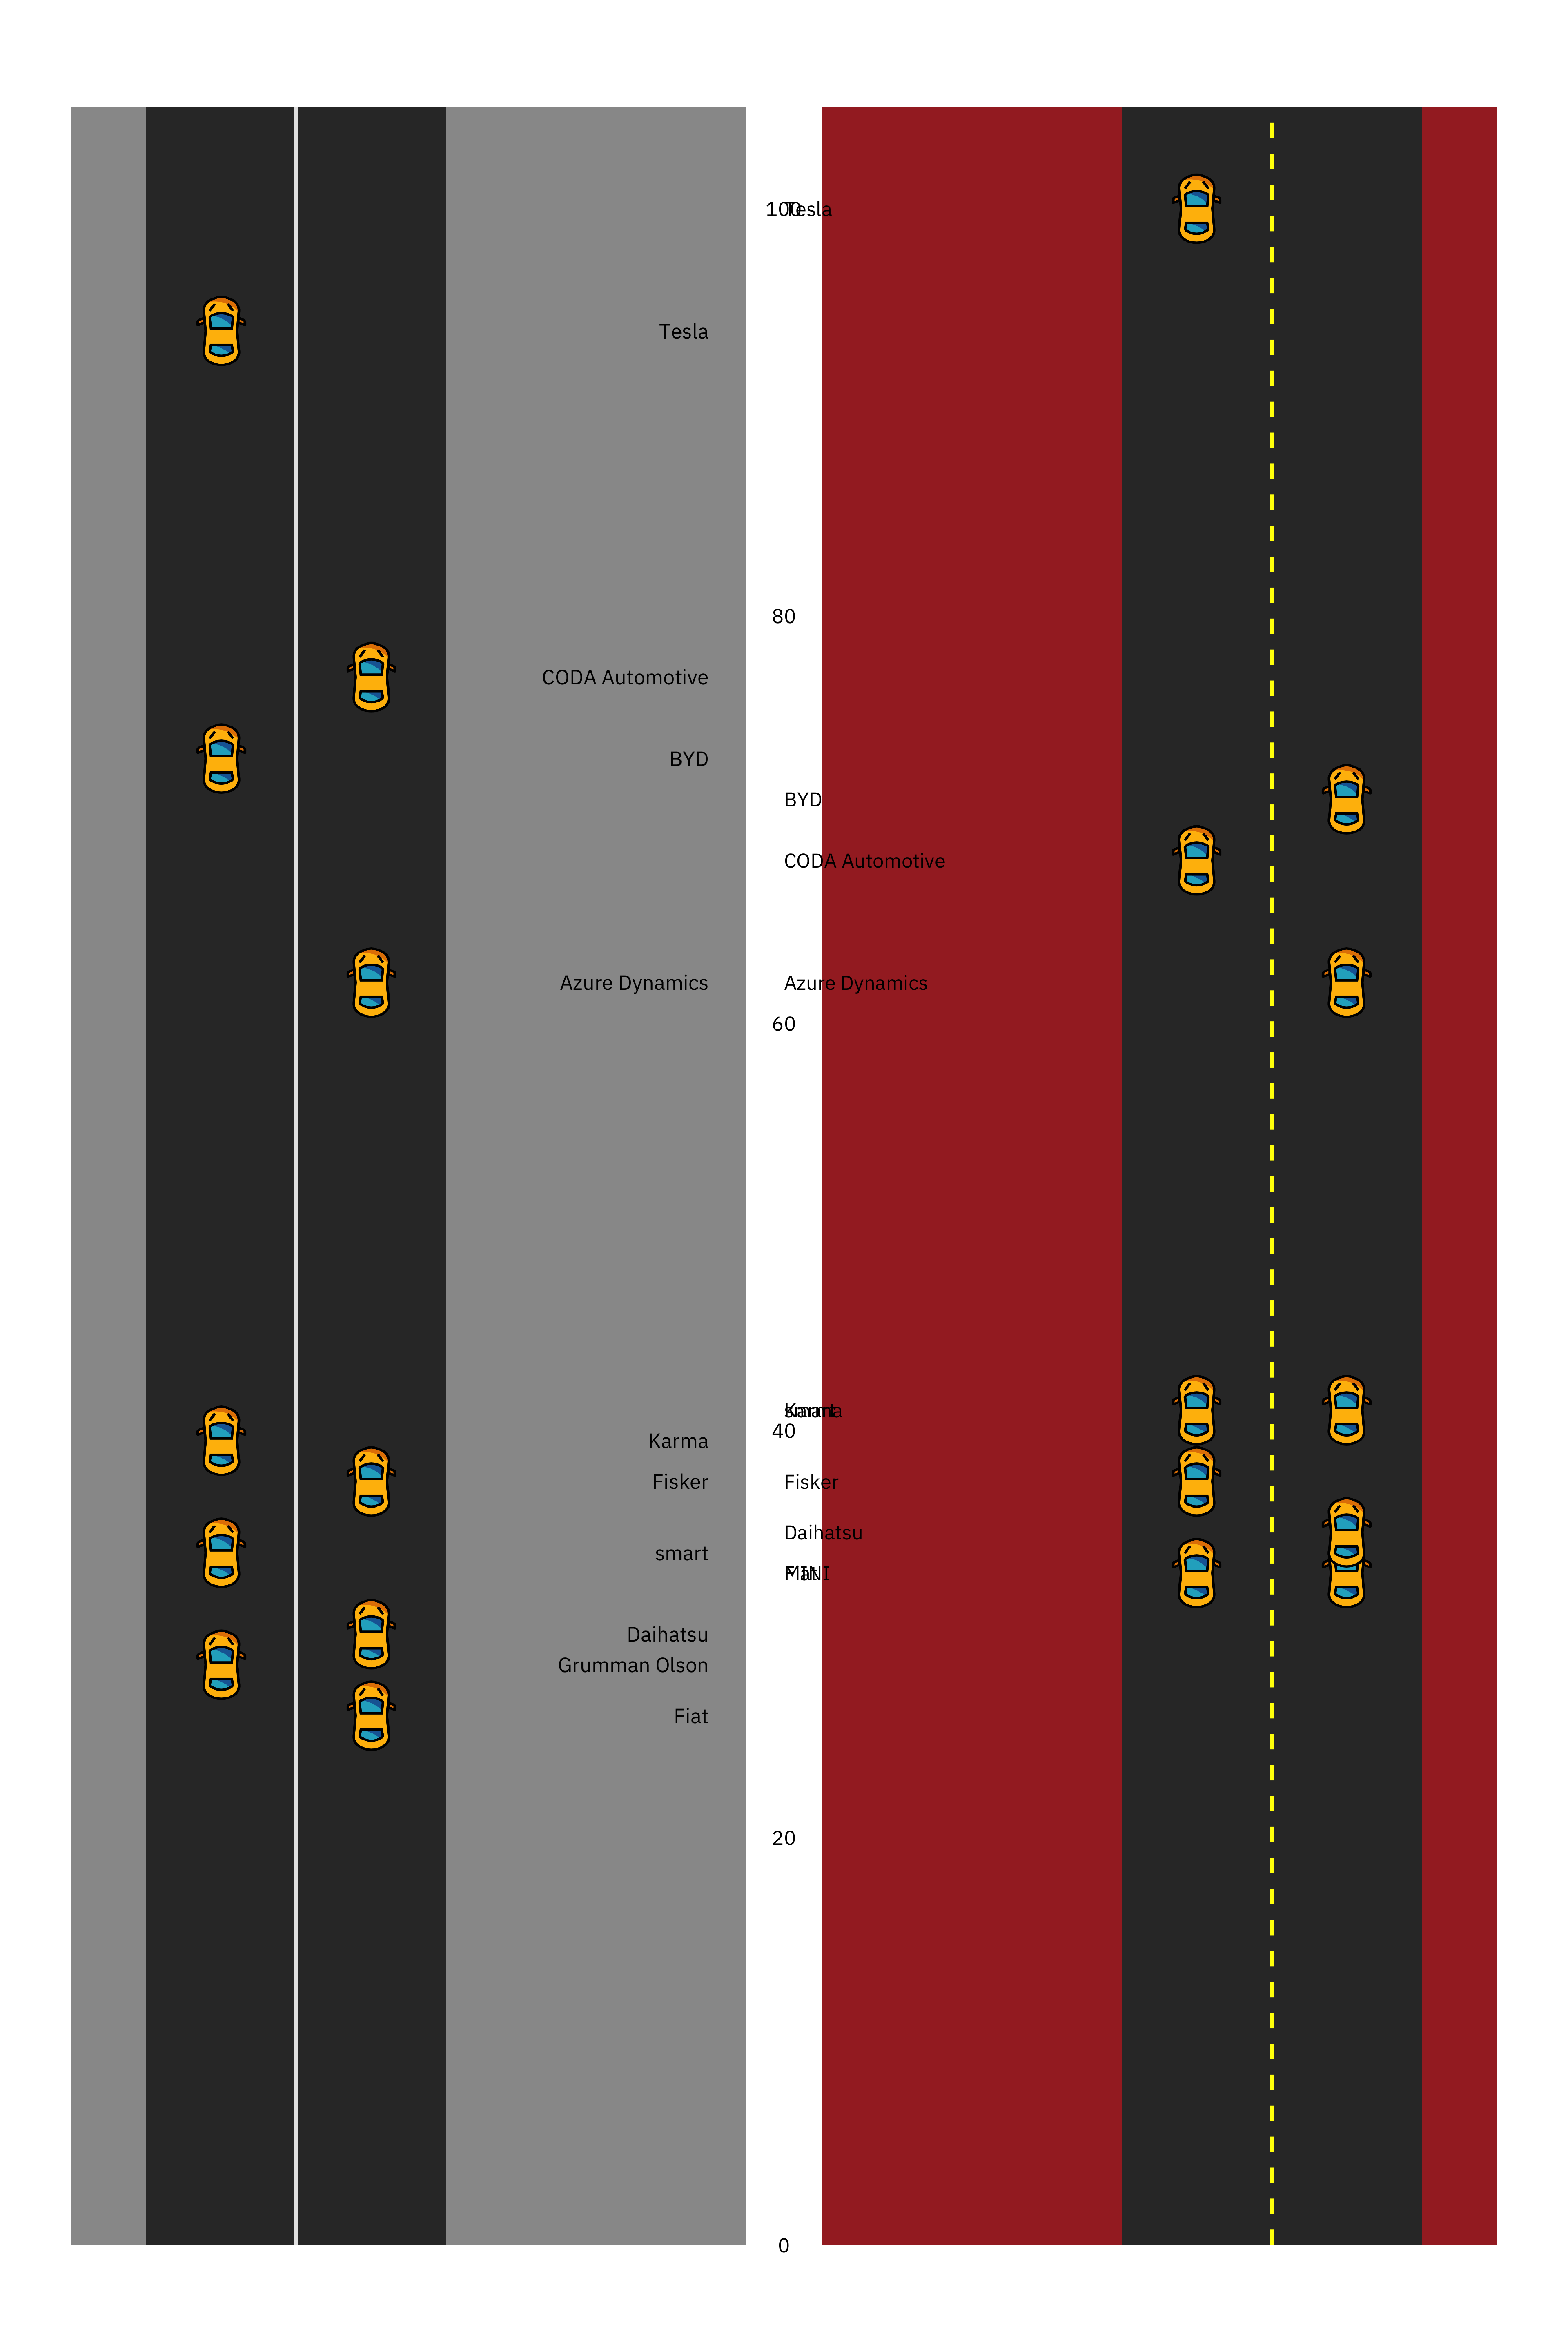 100
Tesla
Tesla
80
CODA Automotive
BYD
BYD
CODA Automotive
Azure Dynamics
Azure Dynamics
60
Karma
smart
40
Karma
Fisker
Fisker
Daihatsu
smart
Fiat
MINI
Daihatsu
Grumman Olson
Fiat
20
0